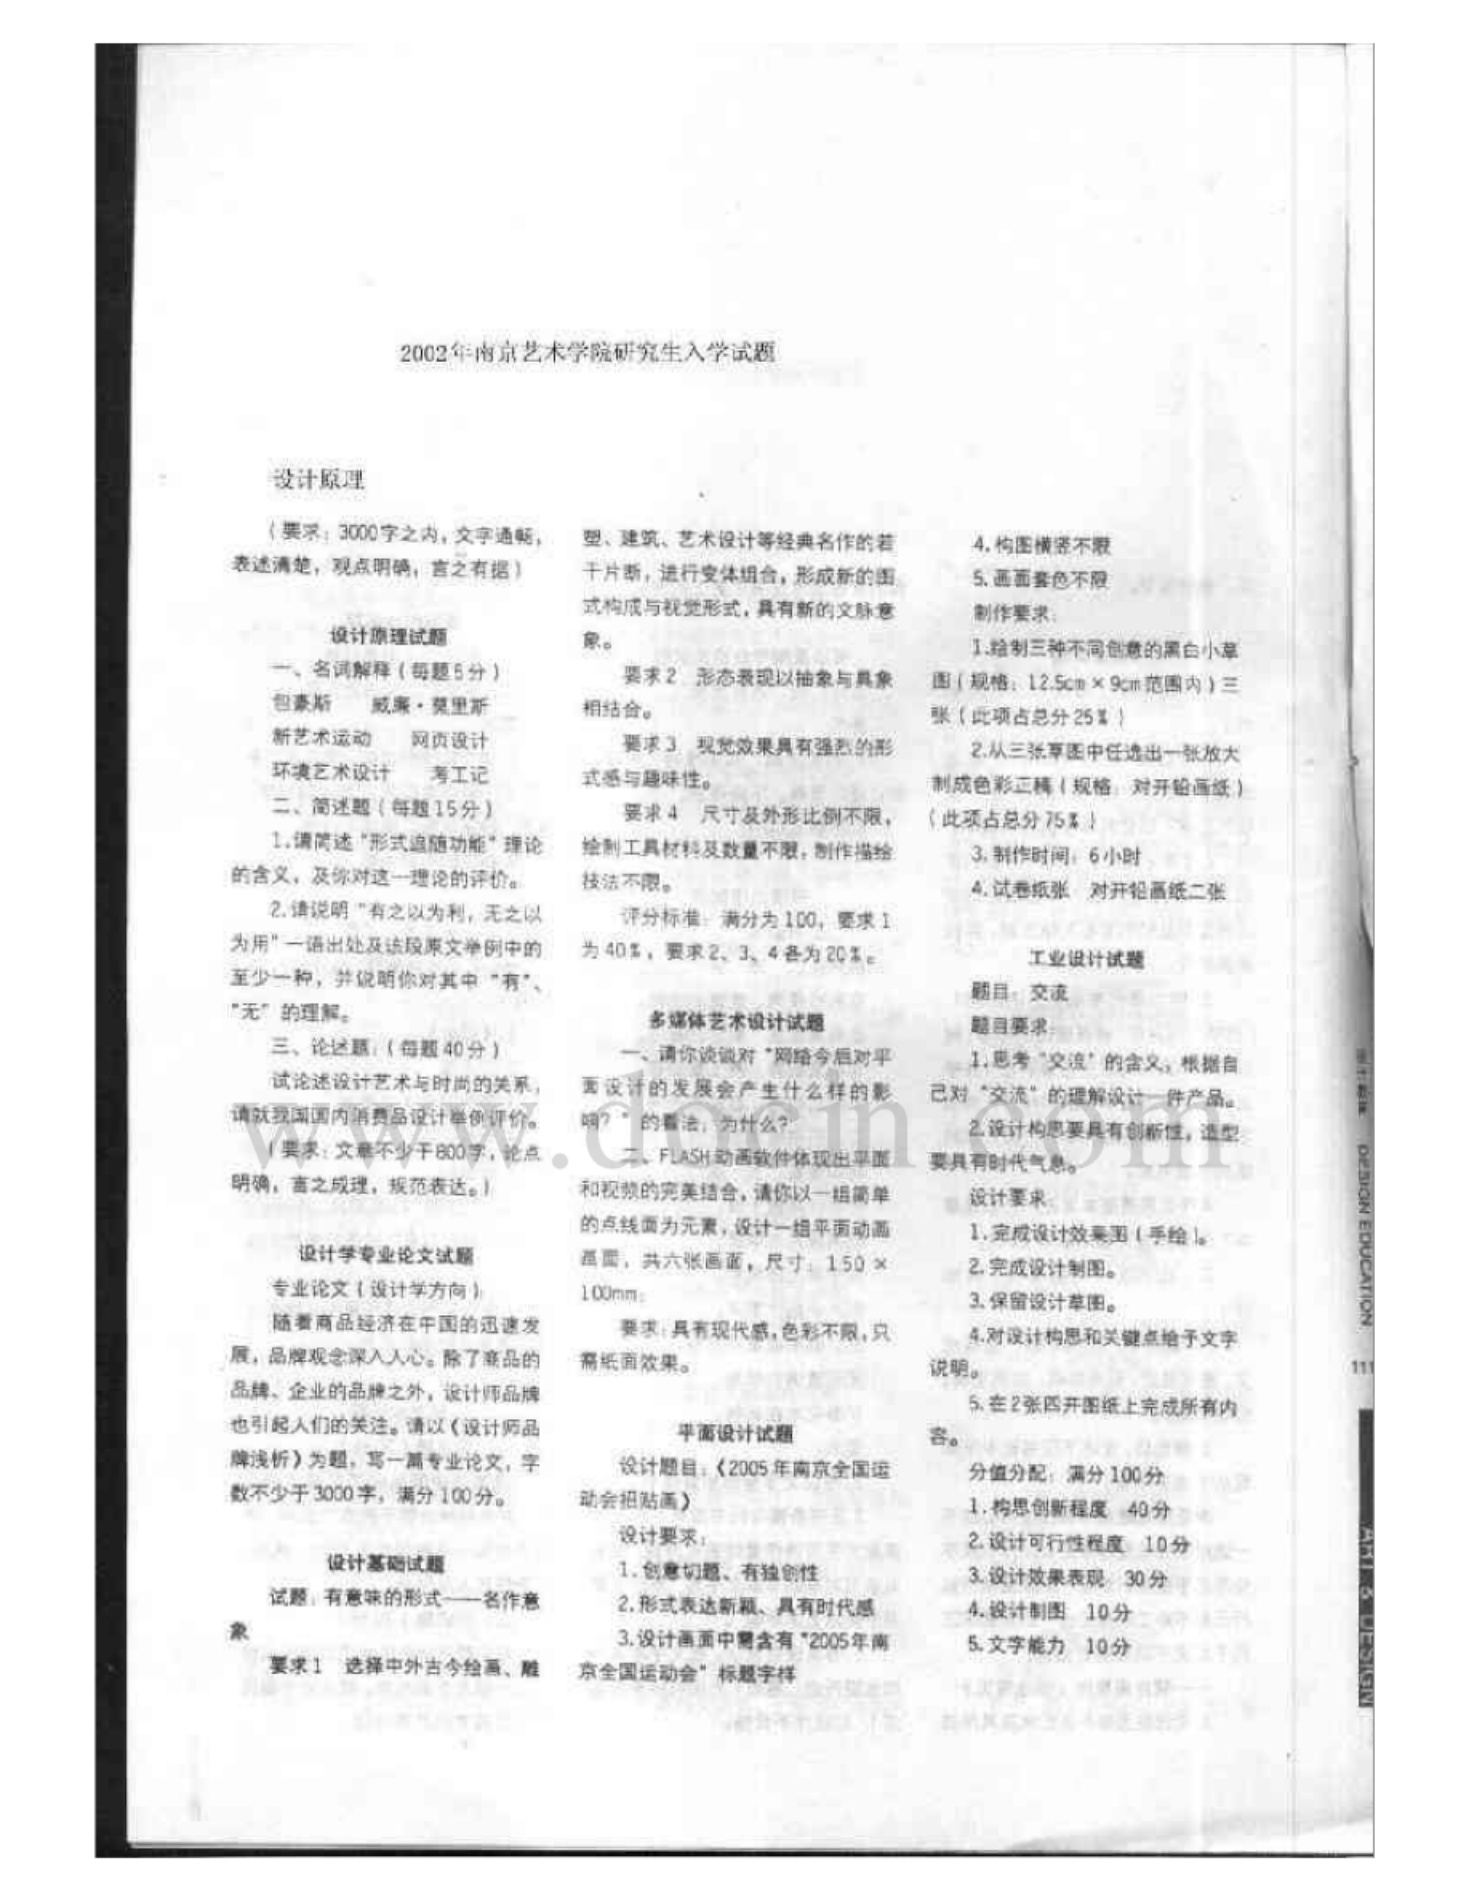 2002年南京艺术学院研究生入学试题
设计原理
(要求：3000字之内，文字通畅，
表述清楚，观点明确，言之有据)
设计原理试题
一、名词解释(每题5分)
包豪斯 威廉·莫里斯
新艺术运动 网页设计
环境艺术设计 考工记
二、简述题(每题15分)
1.请简述“形式追随功能”理论
的含义，及你对这一理论的评价。
2.请说明“有之以为利，无之以
为用”一语出处及该段原文举例中的
至少一种，并说明你对其中“有”、
“无”的理解。
三、论述题：(每题40分)
试论述设计艺术与时尚的关系，
请就我国国内消费品设计举例评价。
(要求：文章不少于800字，论点
明确，言之成理，规范表达。)
设计学专业论文试题
专业论文(设计学方向)
随着商品经济在中国的迅速发
展，品牌观念深入人心。除了商品的
品牌、企业的品牌之外，设计师品牌
也引起人们的关注。请以《设计师品
牌浅析》为题，写一篇专业论文，字
数不少于3000字，满分100分。
设计基础试题
试题：有意味的形式——名作意
象
要求1 选择中外古今绘画、雕
塑、建筑、艺术设计等经典名作的若
干片断，进行变体组合，形成新的图
式构成与视觉形式，具有新的文脉意
象。
要求2 形态表现以抽象与具象
相结合。
要求3 视觉效果具有强烈的形
式感与趣味性。
要求4 尺寸及外形比例不限，
绘制工具材料及数量不限，制作描绘
技法不限。
评分标准：满分为100，要求1
为40%，要求2、3、4各为20%。
多媒体艺术设计试题
一、请你谈谈对“网络今后对平
面设计的发展会产生什么样的影
响？”的看法，为什么？
二、FLASH动画软件体现出平面
和视频的完美结合，请你以一组简单
的点线面为元素，设计一组平面动画
画面，共六张画面，尺寸：150×
100mm；
要求：具有现代感，色彩不限，只
需纸面效果。
平面设计试题
设计题目：《2005年南京全国运
动会招贴画》
设计要求：
1.创意切题、有独创性
2.形式表达新颖、具有时代感
3.设计画面中需含有“2005年南
京全国运动会”标题字样
4.构图横竖不限
5.画面套色不限
制作要求：
1.绘制三种不同创意的黑白小草
图(规格：12.5cm×9cm范围内)三
张(此项占总分25%)
2.从三张草图中任选出一张放大
制成色彩正稿(规格：对开铅画纸)
(此项占总分75%)
3.制作时间：6小时
4.试卷纸张 对开铅画纸二张
工业设计试题
题目：交流
题目要求：
1.思考“交流”的含义，根据自
己对“交流”的理解设计一件产品。
2.设计构思要具有创新性，造型
要具有时代气息。
设计要求
1.完成设计效果图(手绘)。
2.完成设计制图。
3.保留设计草图。
4.对设计构思和关键点给予文字
说明。
5.在2张四开图纸上完成所有内
容。
分值分配：满分100分
1.构思创新程度 40分
2.设计可行性程度 10分
3.设计效果表现 30分
4.设计制图 10分
5.文字能力 10分
DESIGN EDUCATION
111
ART & DESIGN
www.docin.com